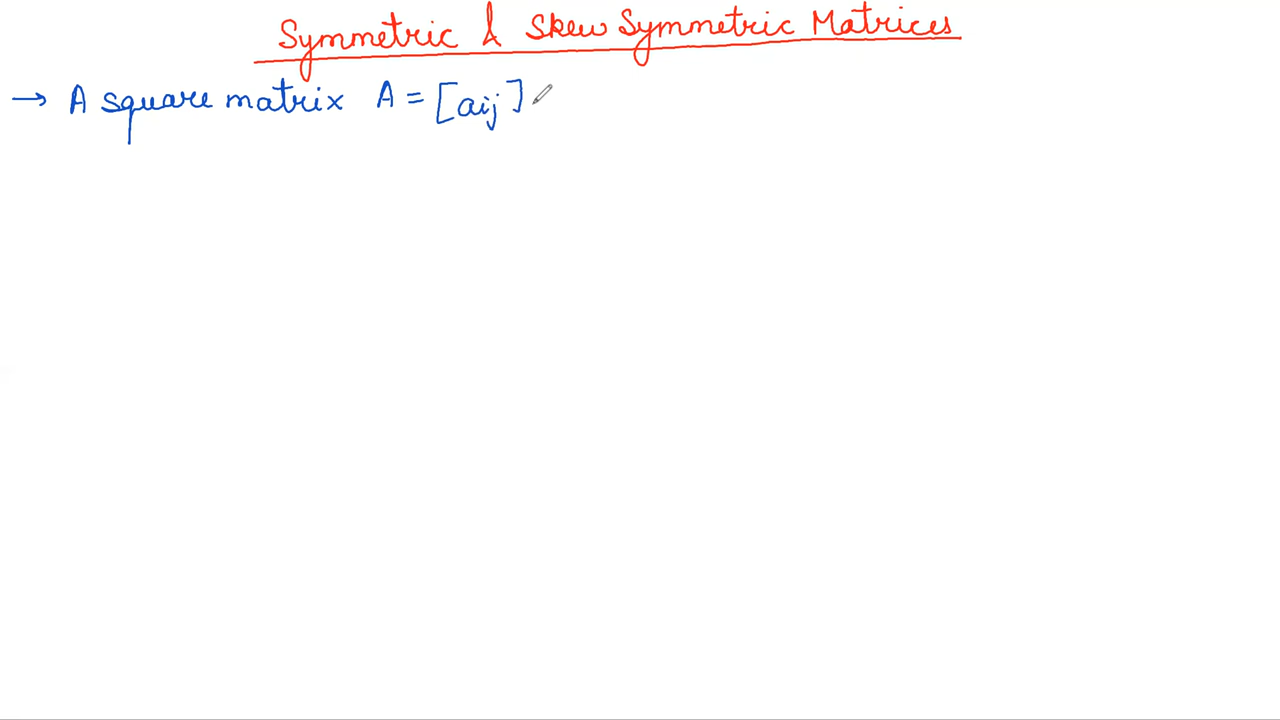 Symmetric & Skew Symmetric Matrices
→ A square matrix A = [aij]